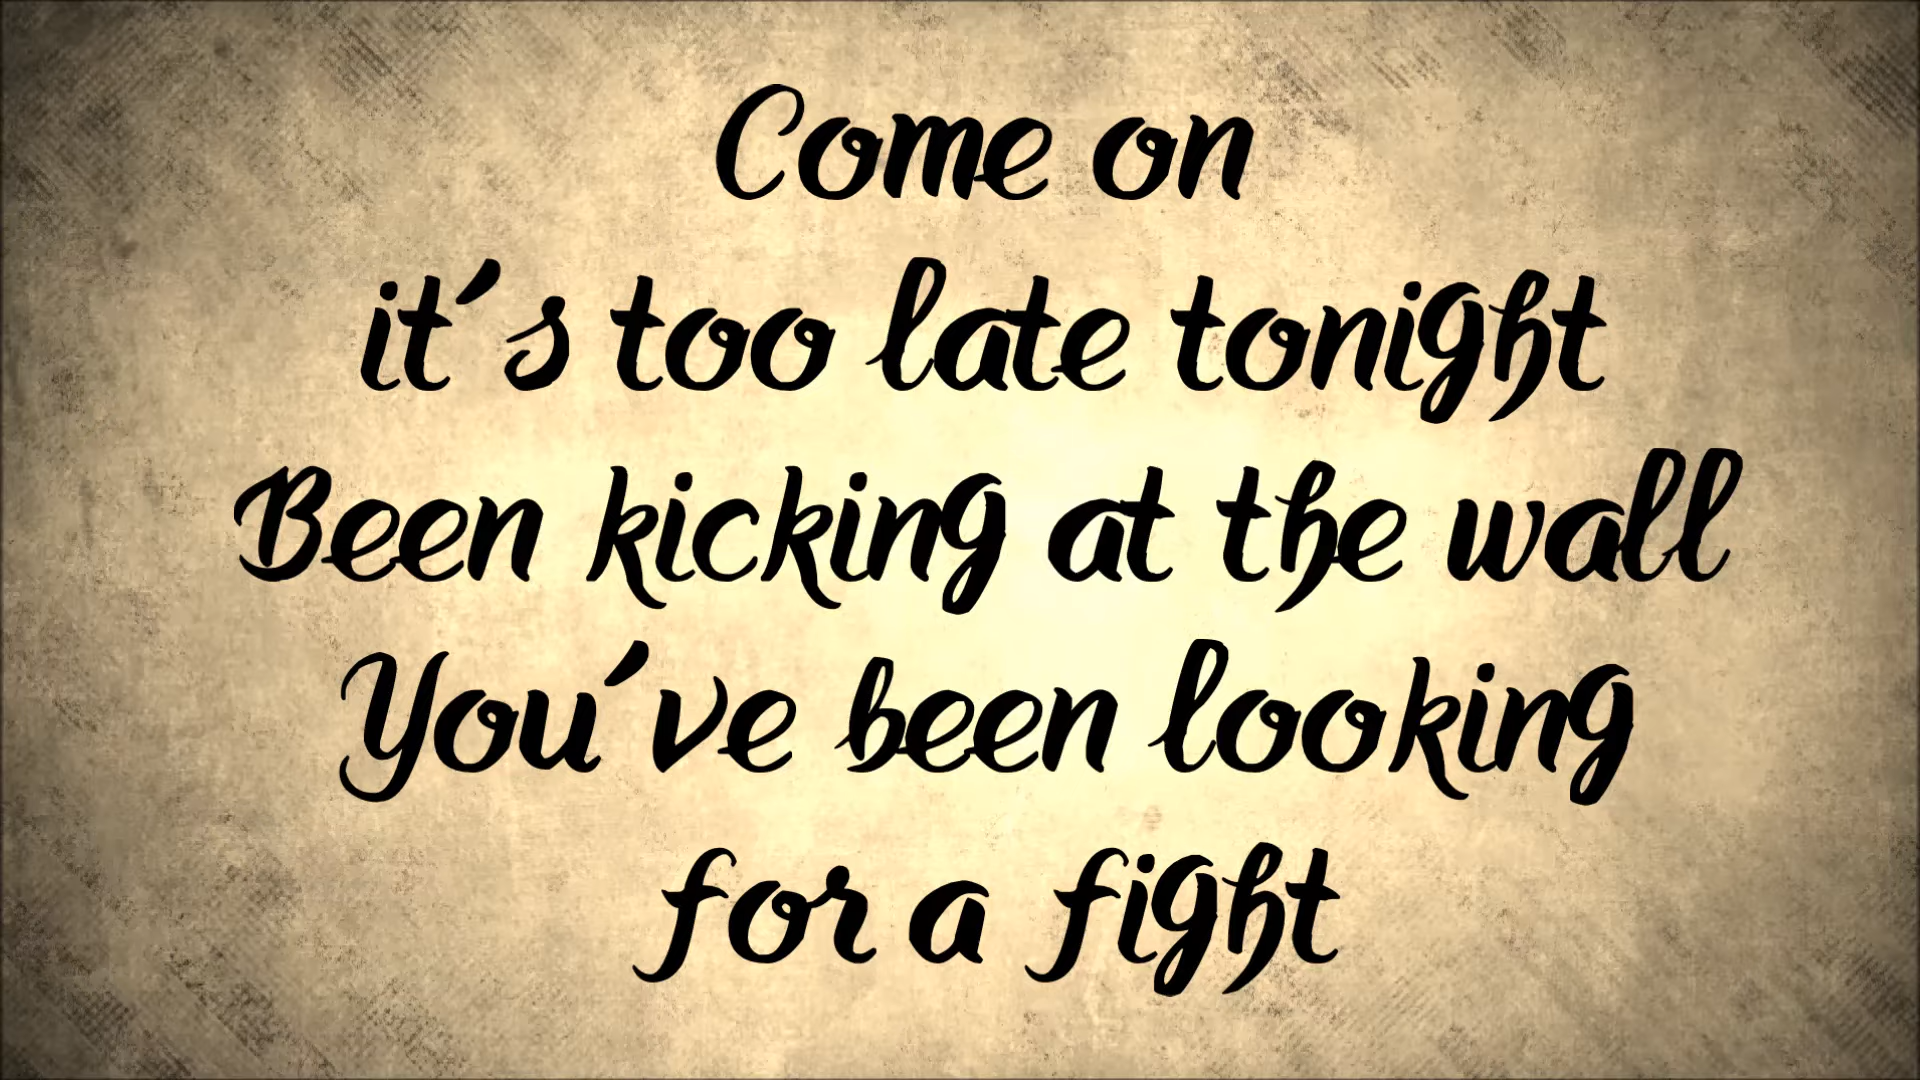 Come on
it's too late tonight
Been kicking at the wall
You've been looking
for a fight